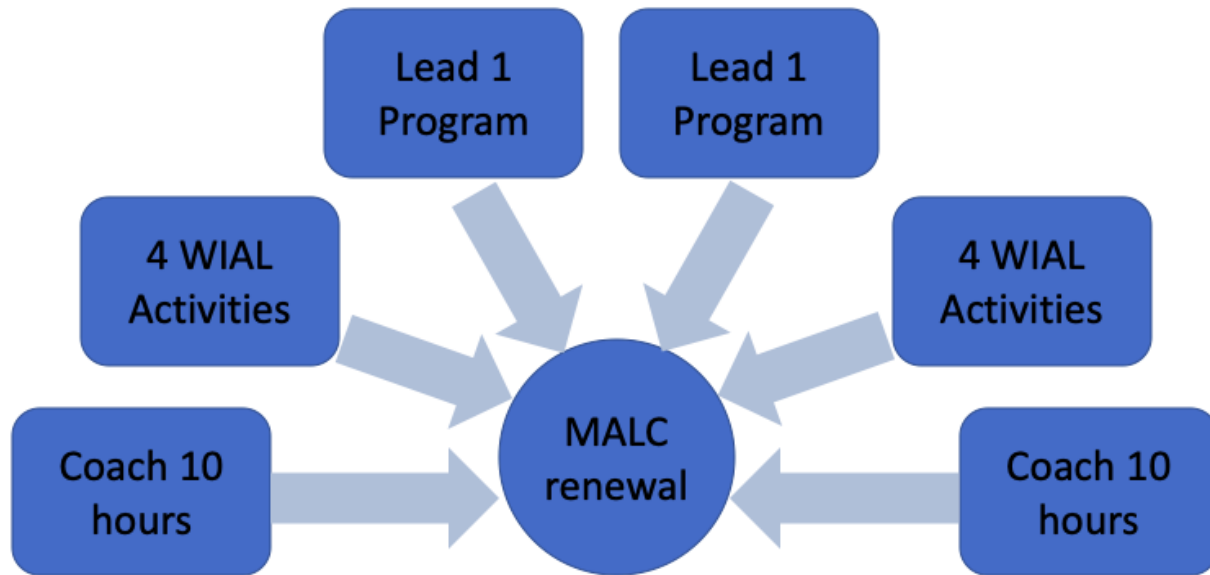 Lead 1
Program
Lead 1
Program
4 WIAL
Activities
4 WIAL
Activities
Coach 10
hours
MALC
renewal
Coach 10
hours